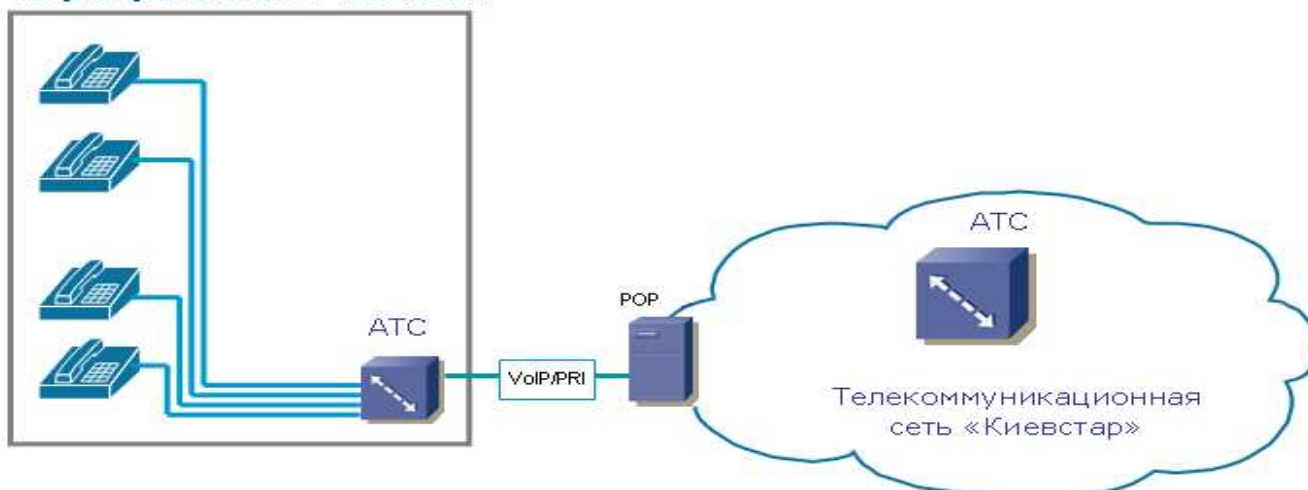 АТС
POP
АТС
VoIP/PRI
Телекоммуникационная
сеть «Киевстар»